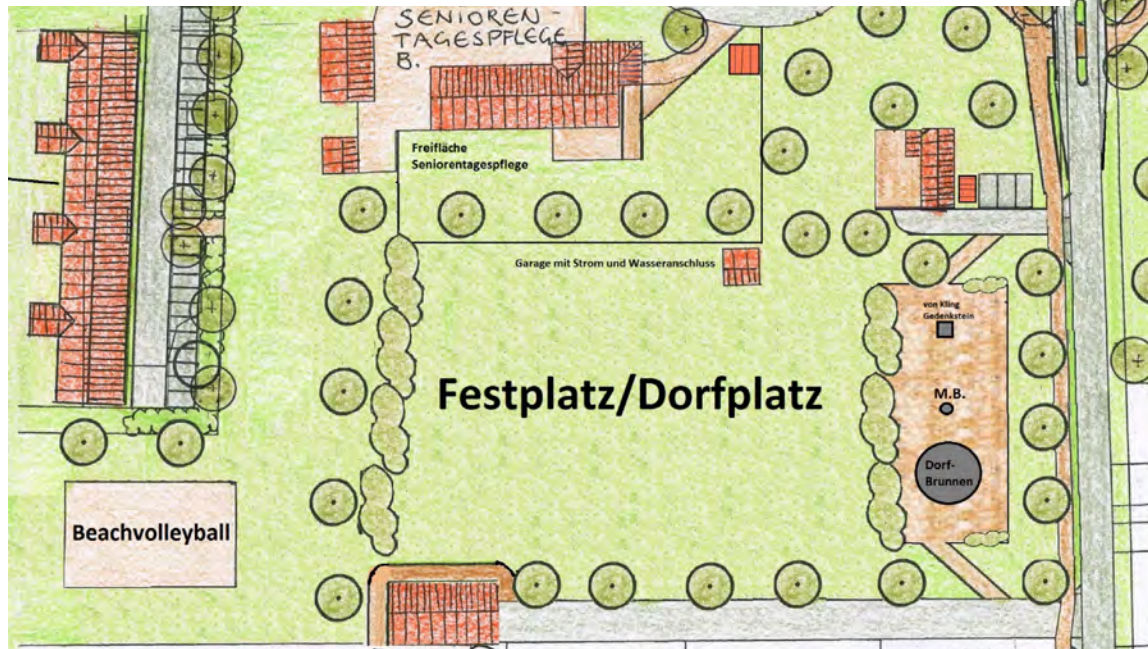 SENIOREN-
TAGESPFLEGE
B.
Freifläche
Seniorentagespflege
Garage mit Strom und Wasseranschluss
von Kling
Gedenkstein
Festplatz/Dorfplatz
M.B.
Dorf-
Brunnen
Beachvolleyball